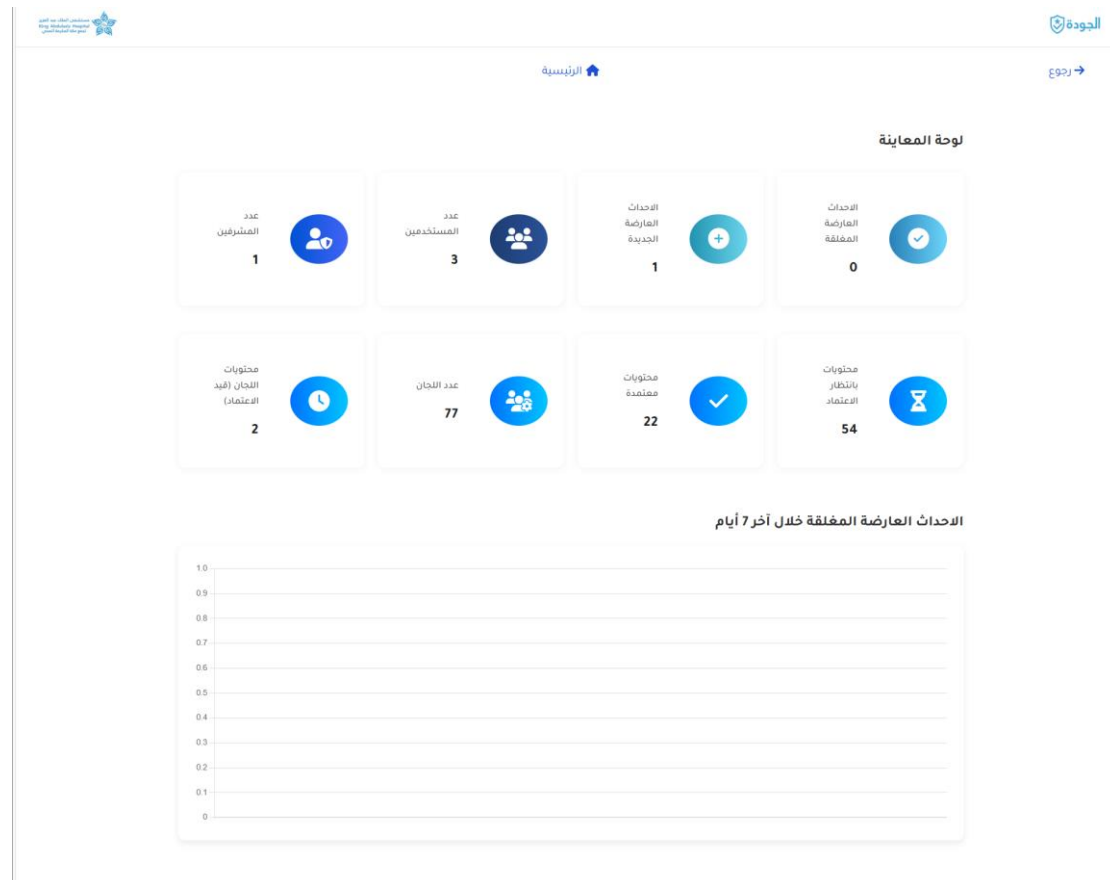 الجودة
King Abdulaziz Hospital
رجوع
الرئيسية
لوحة المعاينة
الاحداث
العارضة
المغلقة
0
الاحداث
العارضة
الجديدة
1
عدد
المستخدمين
3
عدد
المشرفين
1
محتويات
بانتظار
الاعتماد
54
محتويات
معتمدة
22
عدد اللجان
77
محتويات
اللجان (قيد
الاعتماد)
2
الاحداث العارضة المغلقة خلال آخر 7 أيام
1.0
0.9
0.8
0.7
0.6
0.5
0.4
0.3
0.2
0.1
0